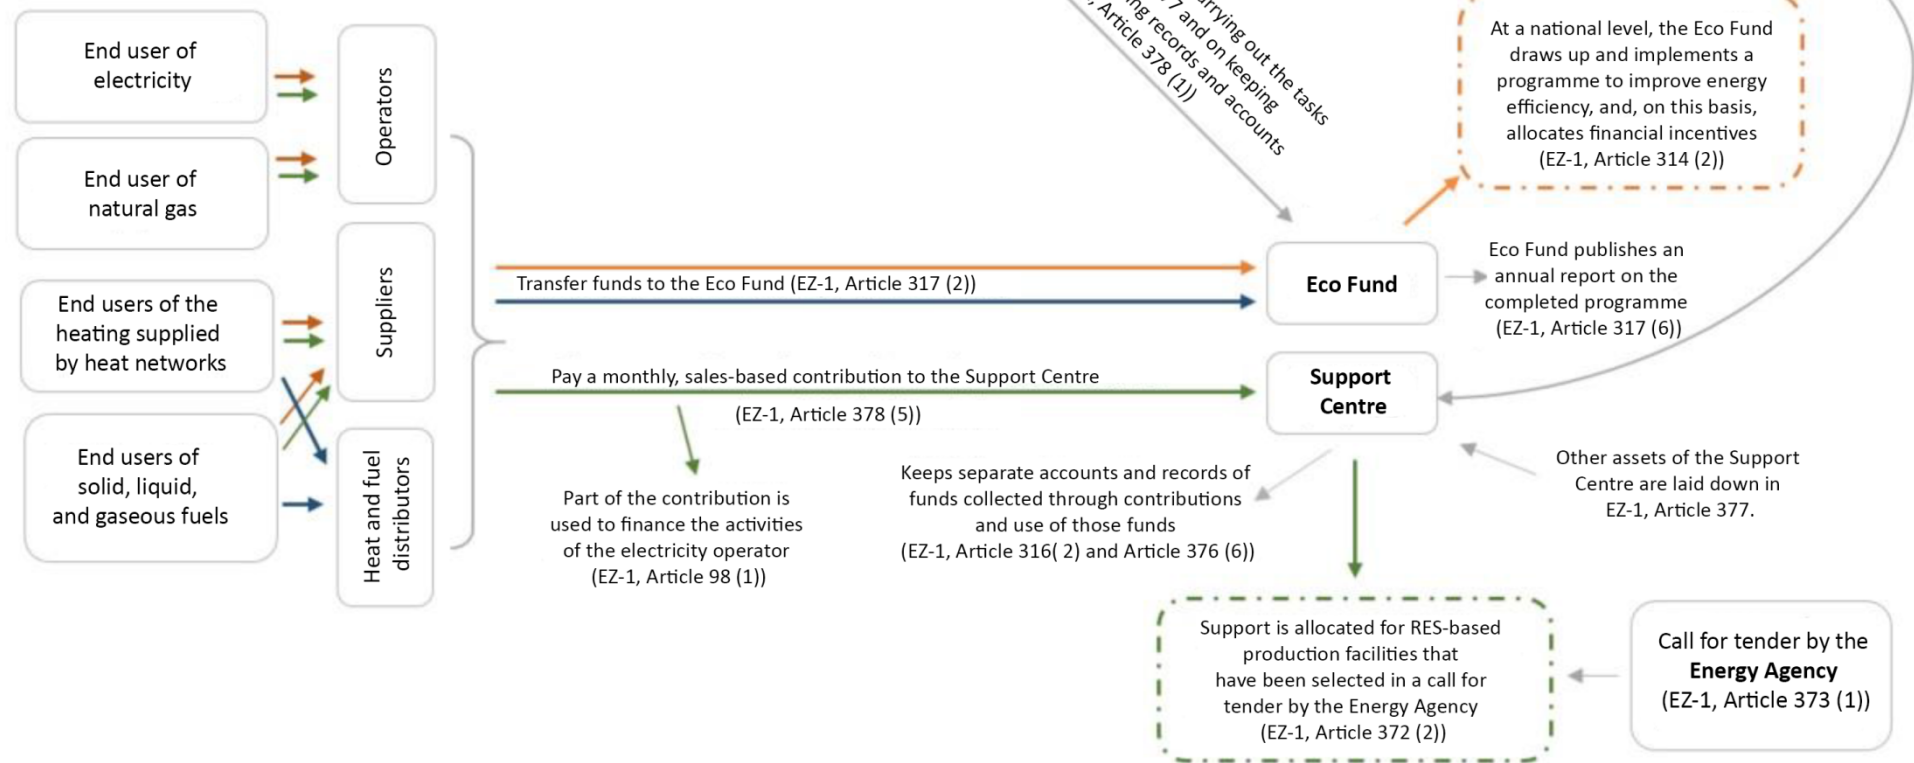 End user of
electricity
End user of
natural gas
End users of the
heating supplied
by heat networks
End users of
solid, liquid,
and gaseous fuels
Operators
Suppliers
Heat and fuel
distributors
Transfer funds to the Eco Fund (EZ-1, Article 317 (2))
Pay a monthly, sales-based contribution to the Support Centre
(EZ-1, Article 378 (5))
Part of the contribution is
used to finance the activities
of the electricity operator
(EZ-1, Article 98 (1))
out the tasks
and on keeping
records and accounts
, Article 378 (1))
Eco Fund
Support
Centre
At a national level, the Eco Fund
draws up and implements a
programme to improve energy
efficiency, and, on this basis,
allocates financial incentives
(EZ-1, Article 314 (2))
Eco Fund publishes an
annual report on the
completed programme
(EZ-1, Article 317 (6))
Keeps separate accounts and records of
funds collected through contributions
and use of those funds
(EZ-1, Article 316( 2) and Article 376 (6))
Other assets of the Support
Centre are laid down in
EZ-1, Article 377.
Support is allocated for RES-based
production facilities that
have been selected in a call for
tender by the Energy Agency
(EZ-1, Article 372 (2))
Call for tender by the
Energy Agency
(EZ-1, Article 373 (1))